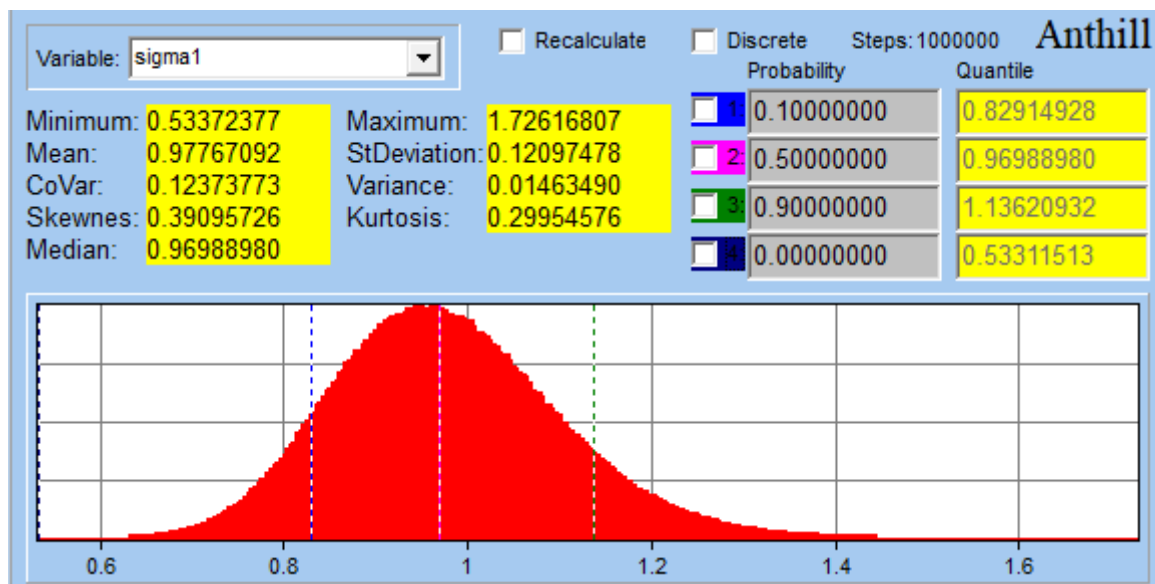 Variable: sigma1
Recalculate
Discrete Steps: 1000000 Anthill
Probability Quantile
Minimum: 0.53372377 Maximum: 1.72616807
Mean: 0.97767092 StDeviation: 0.12097478
CoVar: 0.12373773 Variance: 0.01463490
Skewnes: 0.39095726 Kurtosis: 0.29954576
Median: 0.96988980
1: 0.10000000 0.82914928
2: 0.50000000 0.96988980
3: 0.90000000 1.13620932
4 0.00000000 0.53311513
0.6 0.8 1 1.2 1.4 1.6